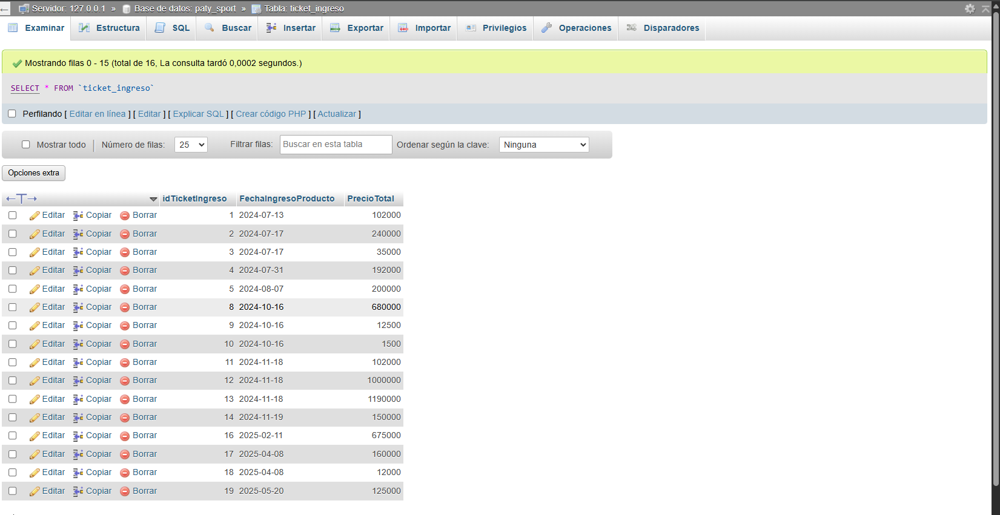 Servidor: 127.0.0.1 » Base de datos: paty_sport » Tabla: ticket_ingreso
Examinar Estructura SQL Buscar Insertar Exportar Importar Privilegios Operaciones Disparadores
Mostrando filas 0 - 15 (total de 16, La consulta tardó 0,0002 segundos.)
SELECT * FROM `ticket_ingreso`
Perfilando [ Editar en línea ] [ Editar ] [ Explicar SQL ] [ Crear código PHP ] [ Actualizar ]
Mostrar todo | Número de filas: 25 Filtrar filas: Buscar en esta tabla Ordenar según la clave: Ninguna
Opciones extra
←T→ idTicketIngreso FechaIngresoProducto PrecioTotal
Editar Copiar Borrar 1 2024-07-13 102000
Editar Copiar Borrar 2 2024-07-17 240000
Editar Copiar Borrar 3 2024-07-17 35000
Editar Copiar Borrar 4 2024-07-31 192000
Editar Copiar Borrar 5 2024-08-07 200000
Editar Copiar Borrar 8 2024-10-16 680000
Editar Copiar Borrar 9 2024-10-16 12500
Editar Copiar Borrar 10 2024-10-16 1500
Editar Copiar Borrar 11 2024-11-18 102000
Editar Copiar Borrar 12 2024-11-18 1000000
Editar Copiar Borrar 13 2024-11-18 1190000
Editar Copiar Borrar 14 2024-11-19 150000
Editar Copiar Borrar 16 2025-02-11 675000
Editar Copiar Borrar 17 2025-04-08 160000
Editar Copiar Borrar 18 2025-04-08 12000
Editar Copiar Borrar 19 2025-05-20 125000